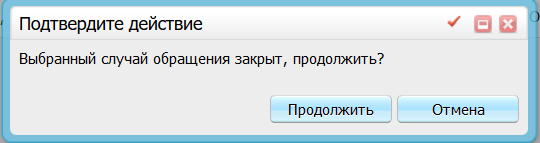 Подтвердите действие
Выбранный случай обращения закрыт, продолжить?
Продолжить
Отмена